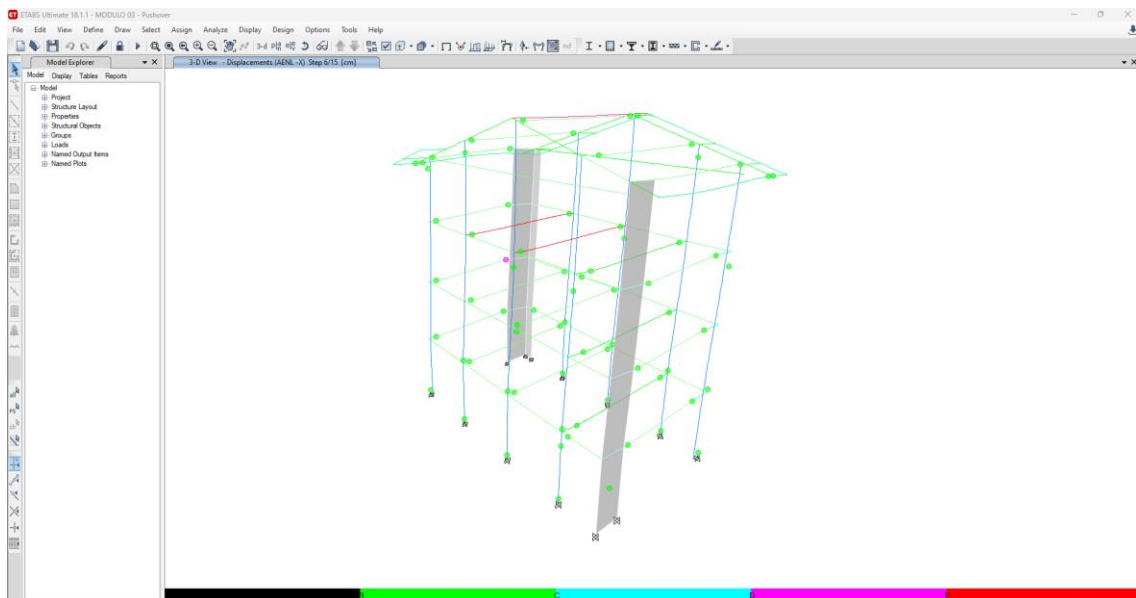 ETABS Ultimate 18.1.1 - MODULO 03 - Pushover
File Edit View Define Draw Select Assign Analyze Display Design Options Tools Help
Model Explorer
3-D View - Displacements (AENL -X) Step 6/15 [cm]
Model Display Tables Reports
Model
Project
Structure Layout
Properties
Structural Objects
Groups
Loads
Named Output Items
Named Plots